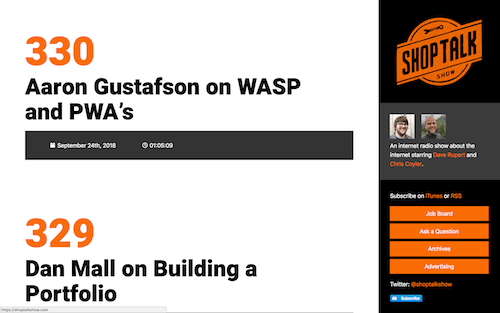 330
Aaron Gustafson on WASP
and PWA's
September 24th, 2018 01:05:09
329
Dan Mall on Building a
Portfolio
https://shoptalkshow.com
SHOP TALK
SHOW
An internet radio show about the
internet starring Dave Rupert and
Chris Coyier.
Subscribe on iTunes or RSS
Job Board
Ask a Question
Archives
Advertising
Twitter: @shoptalkshow
Subscribe